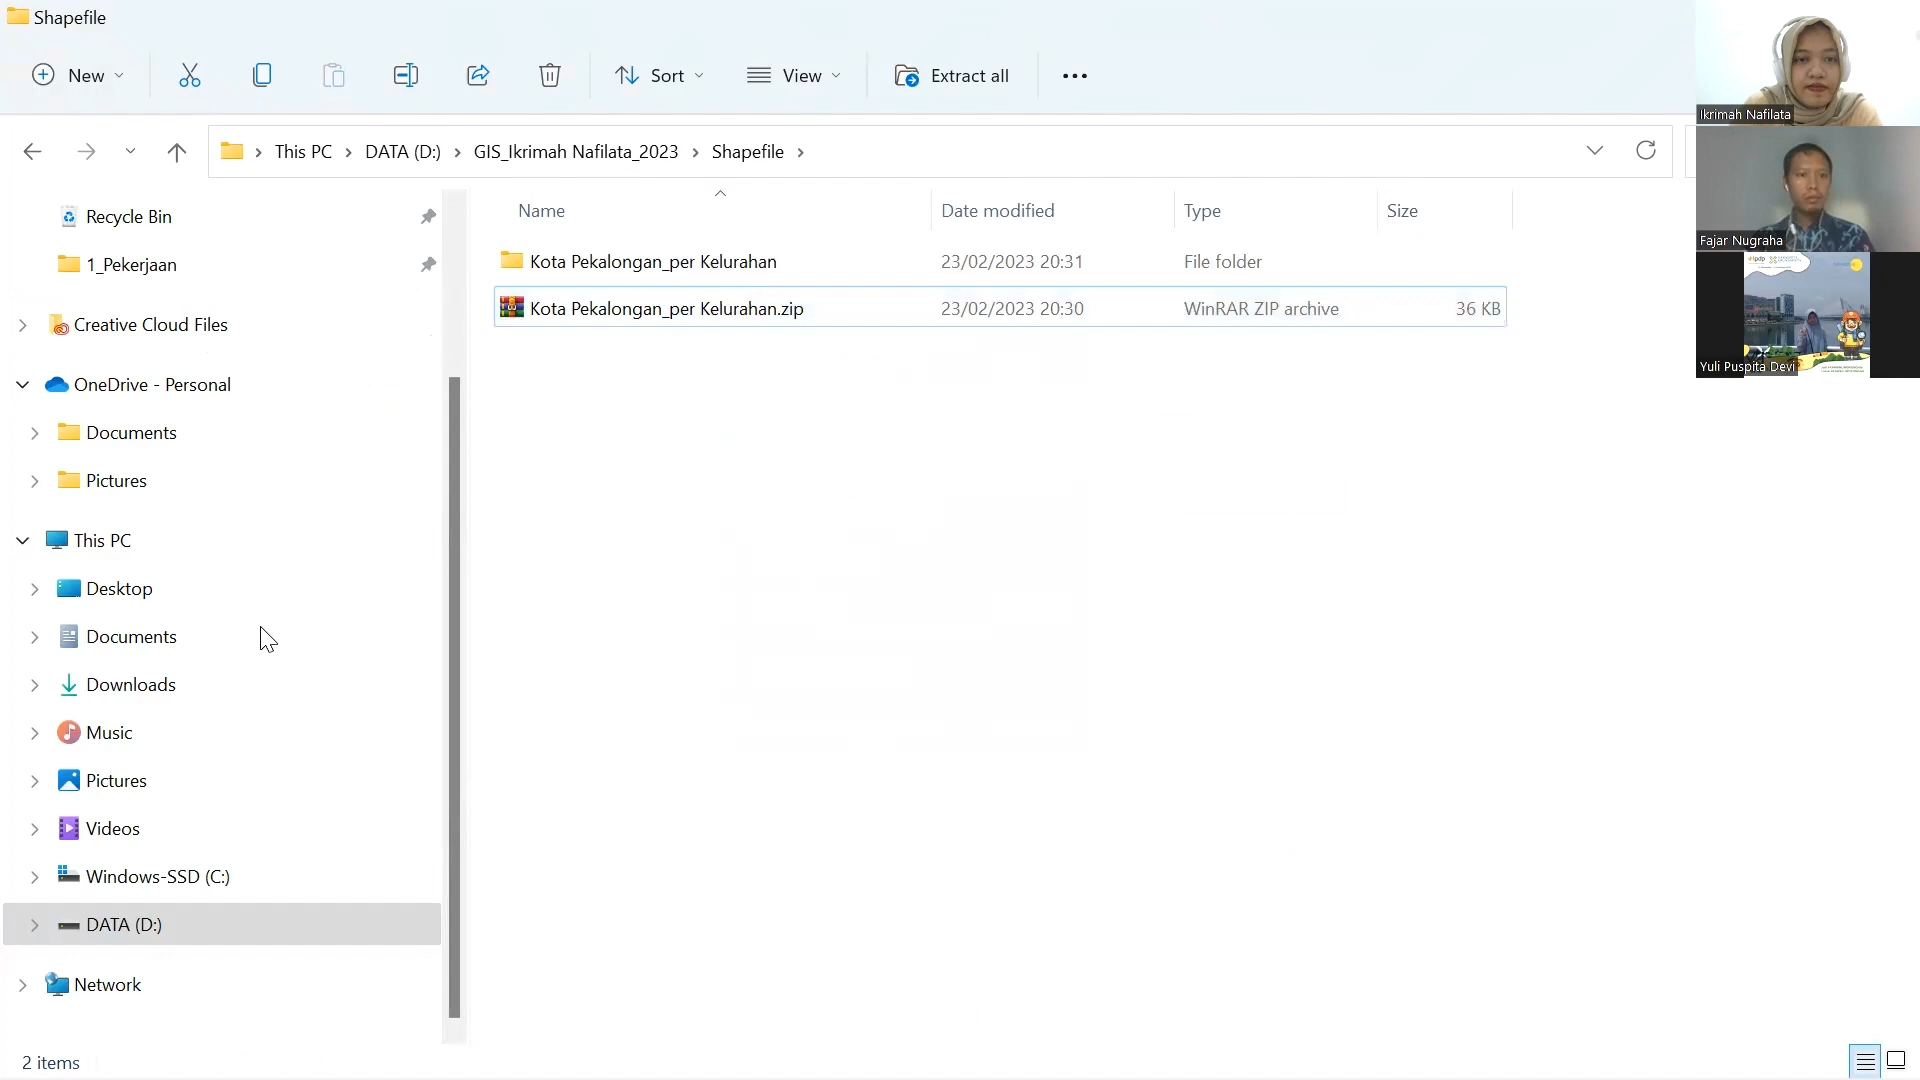 Shapefile
New
Sort
View
Extract all
This PC
DATA (D:)
GIS_Ikrimah Nafilata_2023
Shapefile
Name
Date modified
Type
Size
Kota Pekalongan_per Kelurahan
23/02/2023 20:31
File folder
Kota Pekalongan_per Kelurahan.zip
23/02/2023 20:30
WinRAR ZIP archive
36 KB
Recycle Bin
1_Pekerjaan
Creative Cloud Files
OneDrive - Personal
Documents
Pictures
This PC
Desktop
Documents
Downloads
Music
Pictures
Videos
Windows-SSD (C:)
DATA (D:)
Network
2 items
Ikrimah Nafilata
Fajar Nugraha
lpdp
Yuli Puspita Devi